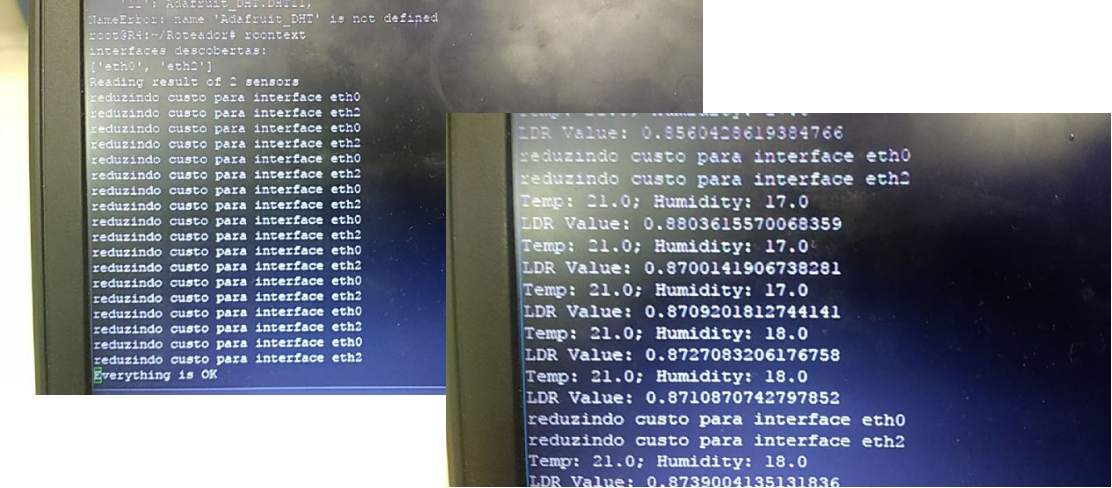 '11': Adafruit_DHT.DHT11,
NameError: name 'Adafruit_DHT' is not defined
root@R4:~/Roteador# rcontext
interfaces descobertas:
['eth0', 'eth2']
Reading result of 2 sensors
reduzindo custo para interface eth0
reduzindo custo para interface eth2
reduzindo custo para interface eth0
reduzindo custo para interface eth2
reduzindo custo para interface eth0
reduzindo custo para interface eth2
reduzindo custo para interface eth0
reduzindo custo para interface eth2
reduzindo custo para interface eth0
reduzindo custo para interface eth2
reduzindo custo para interface eth0
reduzindo custo para interface eth2
reduzindo custo para interface eth0
reduzindo custo para interface eth2
reduzindo custo para interface eth0
reduzindo custo para interface eth2
reduzindo custo para interface eth0
reduzindo custo para interface eth2
Everything is OK
Temp: 21.0; Humidity:
LDR Value: 0.8560428619384766
reduzindo custo para interface eth0
reduzindo custo para interface eth2
Temp: 21.0; Humidity: 17.0
LDR Value: 0.8803615570068359
Temp: 21.0; Humidity: 17.0
LDR Value: 0.8700141906738281
Temp: 21.0; Humidity: 17.0
LDR Value: 0.8709201812744141
Temp: 21.0; Humidity: 18.0
LDR Value: 0.8727083206176758
Temp: 21.0; Humidity: 18.0
LDR Value: 0.8710870742797852
reduzindo custo para interface eth0
reduzindo custo para interface eth2
Temp: 21.0; Humidity: 18.0
LDR Value: 0.8739004135131836